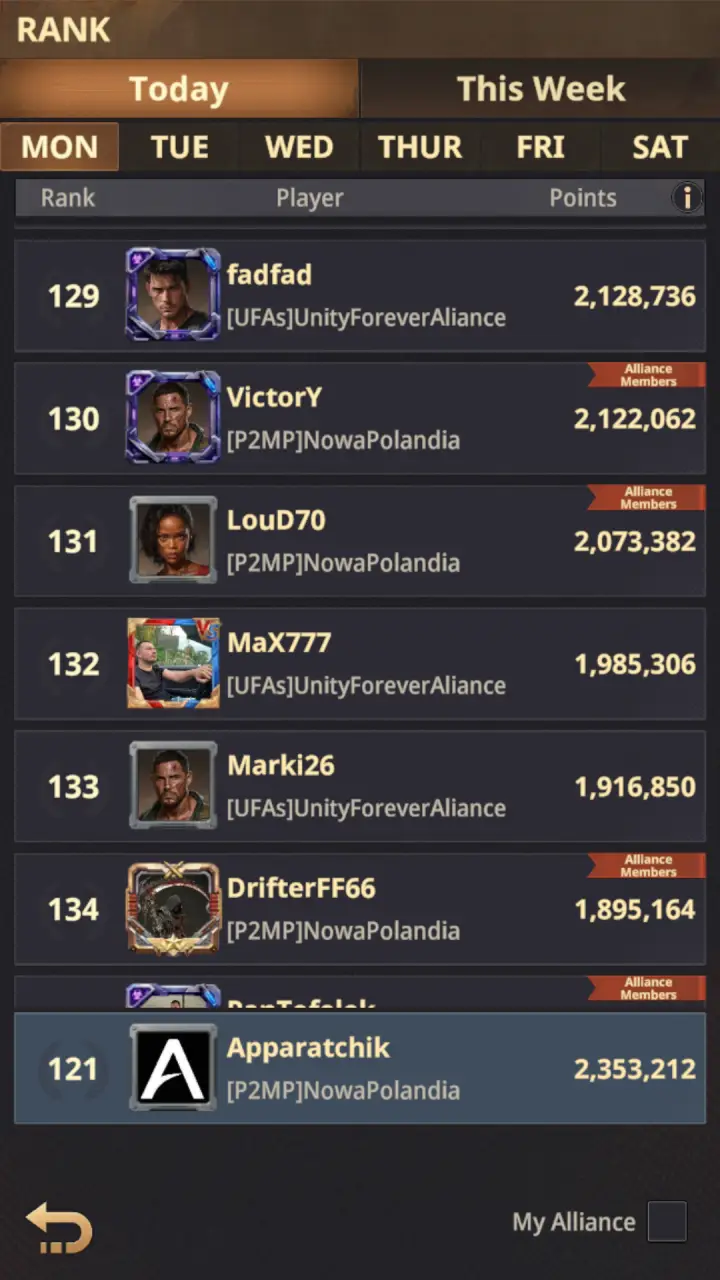 RANK
Today
This Week
MON TUE WED THUR FRI SAT
Rank Player Points i
129 fadfad 2,128,736
[UFAs]UnityForeverAliance
Alliance Members
130 VictorY 2,122,062
[P2MP]NowaPolandia
Alliance Members
131 LouD70 2,073,382
[P2MP]NowaPolandia
VS
132 MaX777 1,985,306
[UFAs]UnityForeverAliance
133 Marki26 1,916,850
[UFAs]UnityForeverAliance
Alliance Members
134 DrifterFF66 1,895,164
[P2MP]NowaPolandia
Alliance Members
A
121 Apparatchik 2,353,212
[P2MP]NowaPolandia
My Alliance